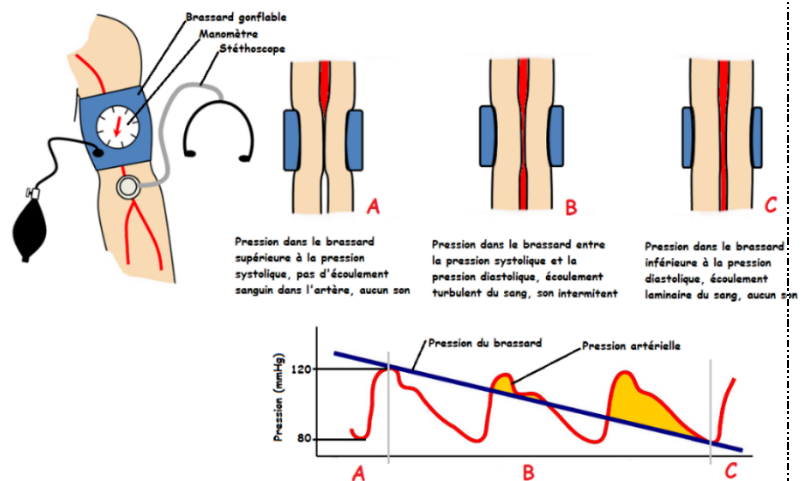 Brassard gonflable
Manomètre
Stéthoscope
A
B
C
Pression dans le brassard
supérieure à la pression
systolique, pas d'écoulement
sanguin dans l'artère, aucun son
Pression dans le brassard entre
la pression systolique et la
pression diastolique, écoulement
turbulent du sang, son intermitent
Pression dans le brassard
inférieure à la pression
diastolique, écoulement
laminaire du sang, aucun son
Pression du brassard
Pression artérielle
Pression (mmHg)
120
80
A
B
C